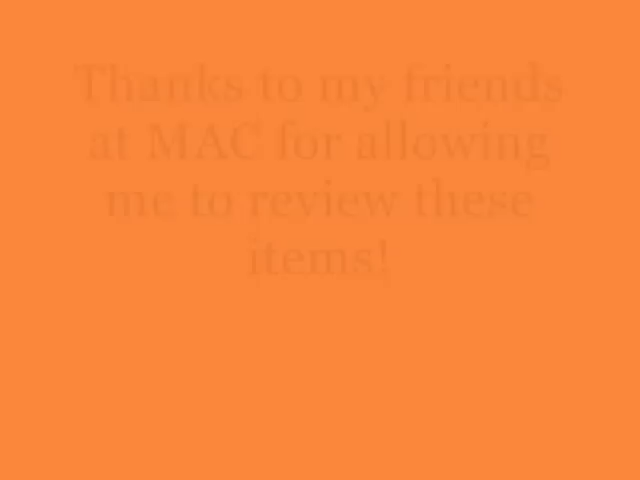 Thanks to my friends
at MAC for allowing
me to review these
items!